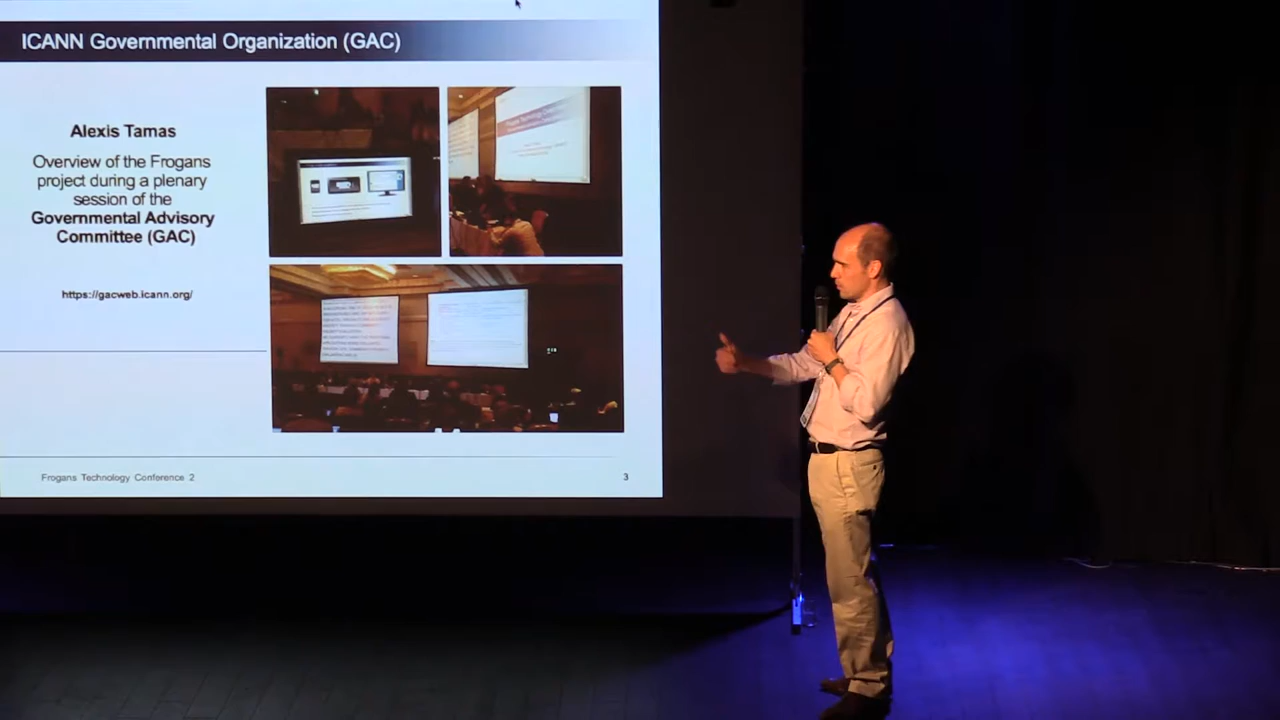 ICANN Governmental Organization (GAC)
Alexis Tamas
Overview of the Frogans
project during a plenary
session of the
Governmental Advisory
Committee (GAC)
https://gacweb.icann.org/
Frogans Technology Conference 2
3